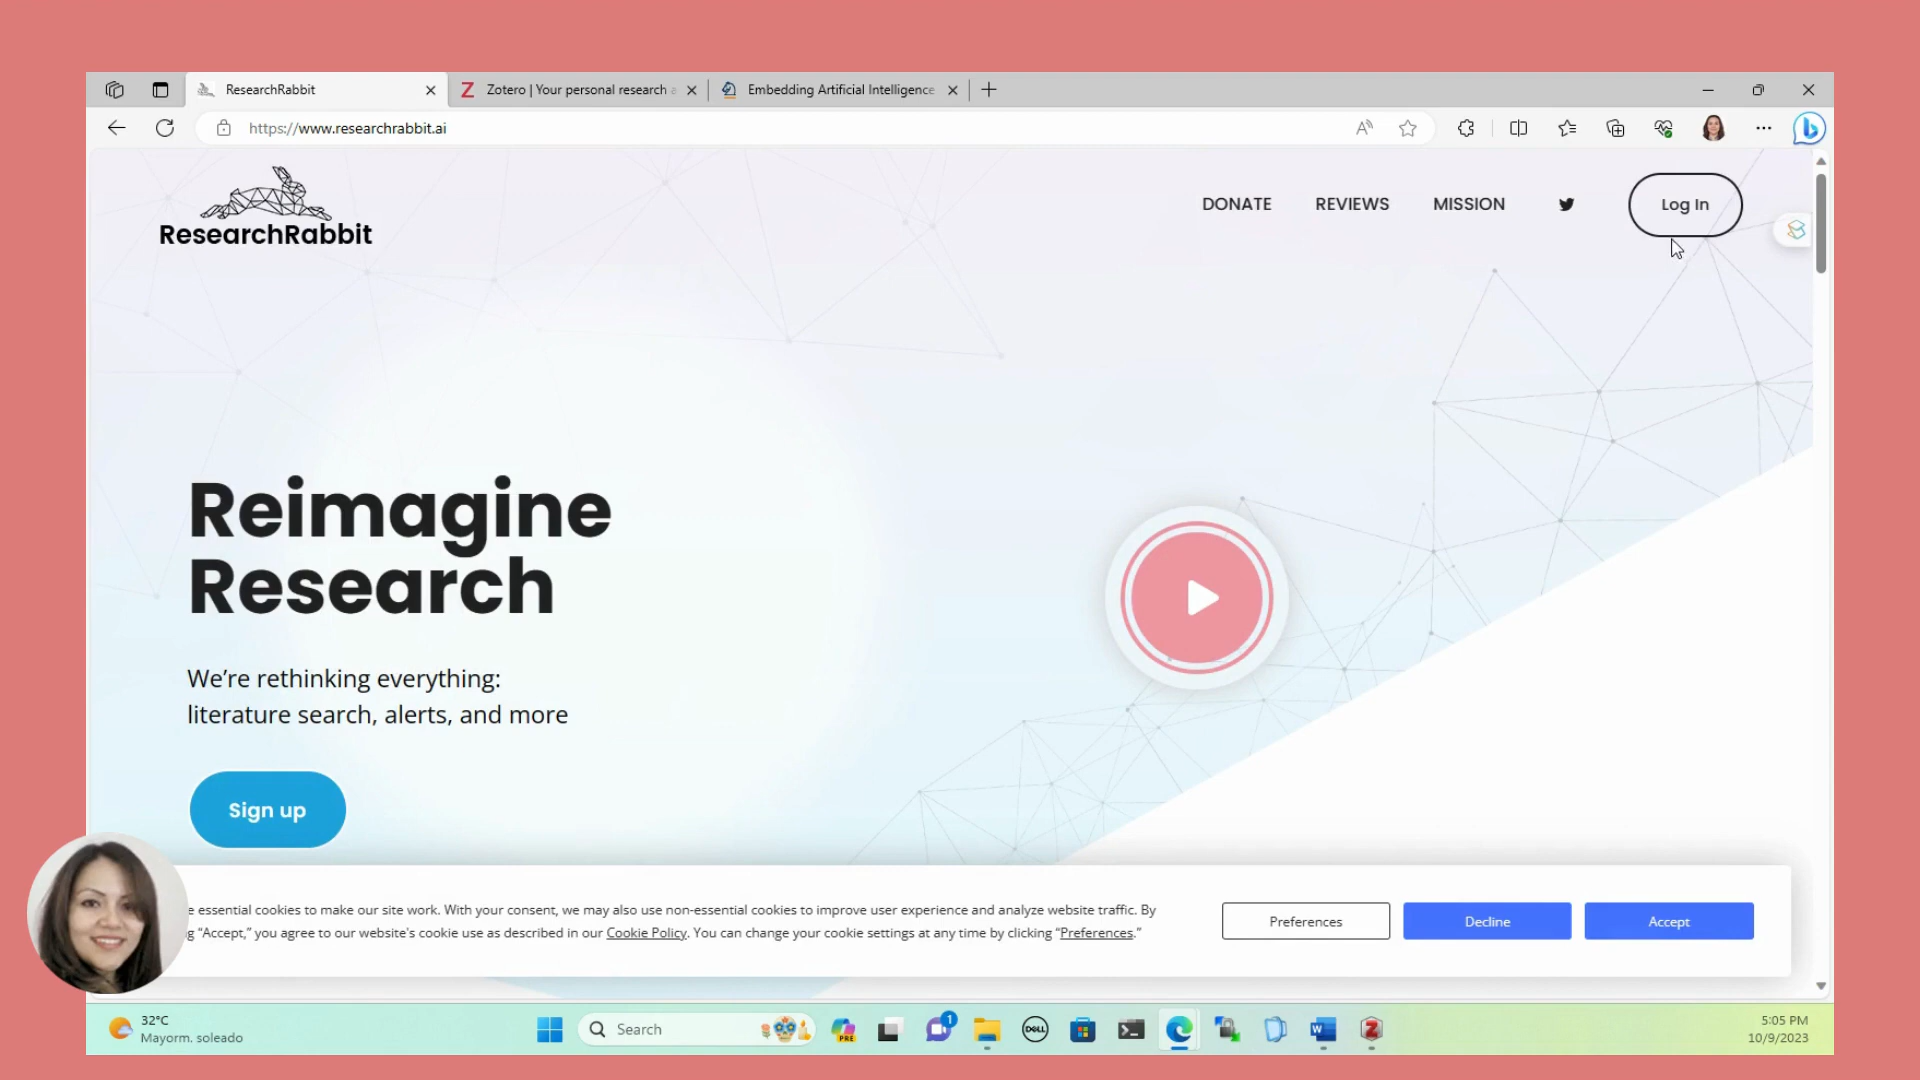 ResearchRabbit
Zotero | Your personal research a
Embedding Artificial Intelligence
https://www.researchrabbit.ai
ResearchRabbit
DONATE
REVIEWS
MISSION
Log In
Reimagine
Research
We’re rethinking everything:
literature search, alerts, and more
Sign up
e essential cookies to make our site work. With your consent, we may also use non-essential cookies to improve user experience and analyze website traffic. By
g “Accept,” you agree to our website's cookie use as described in our Cookie Policy. You can change your cookie settings at any time by clicking “Preferences.”
Preferences
Decline
Accept
32°C
Mayorm. soleado
Search
PRE
1
DELL
5:05 PM
10/9/2023